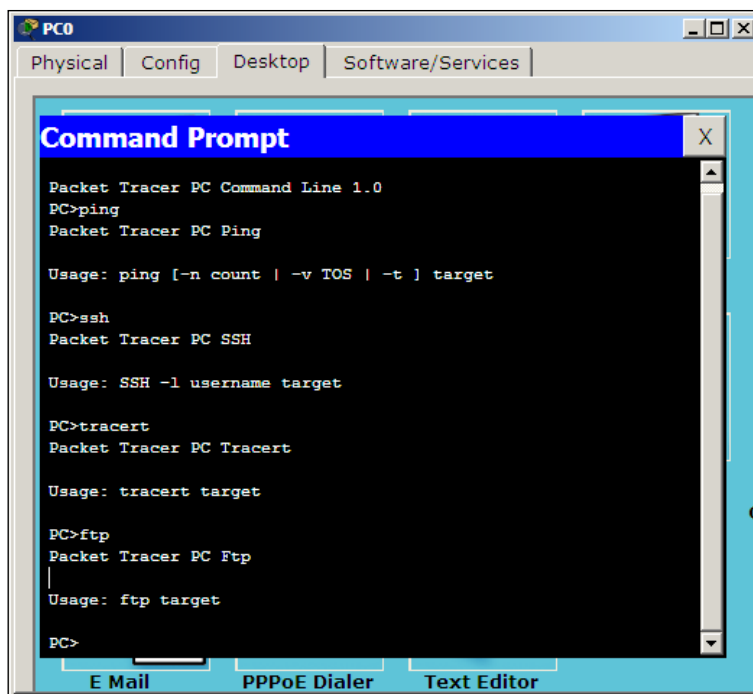 PC0
Physical Config Desktop Software/Services
Command Prompt X
Packet Tracer PC Command Line 1.0
PC>ping
Packet Tracer PC Ping
Usage: ping [-n count | -v TOS | -t ] target
PC>ssh
Packet Tracer PC SSH
Usage: SSH -l username target
PC>tracert
Packet Tracer PC Tracert
Usage: tracert target
PC>ftp
Packet Tracer PC Ftp
Usage: ftp target
PC>
E Mail PPPoE Dialer Text Editor